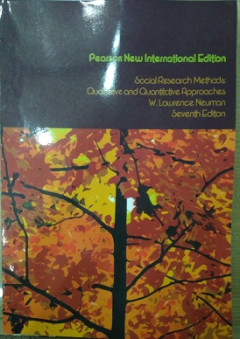 Pearson New International Edition
Social Research Methods:
Qualitative and Quantitative Approaches
W. Lawrence Neuman
Seventh Edition